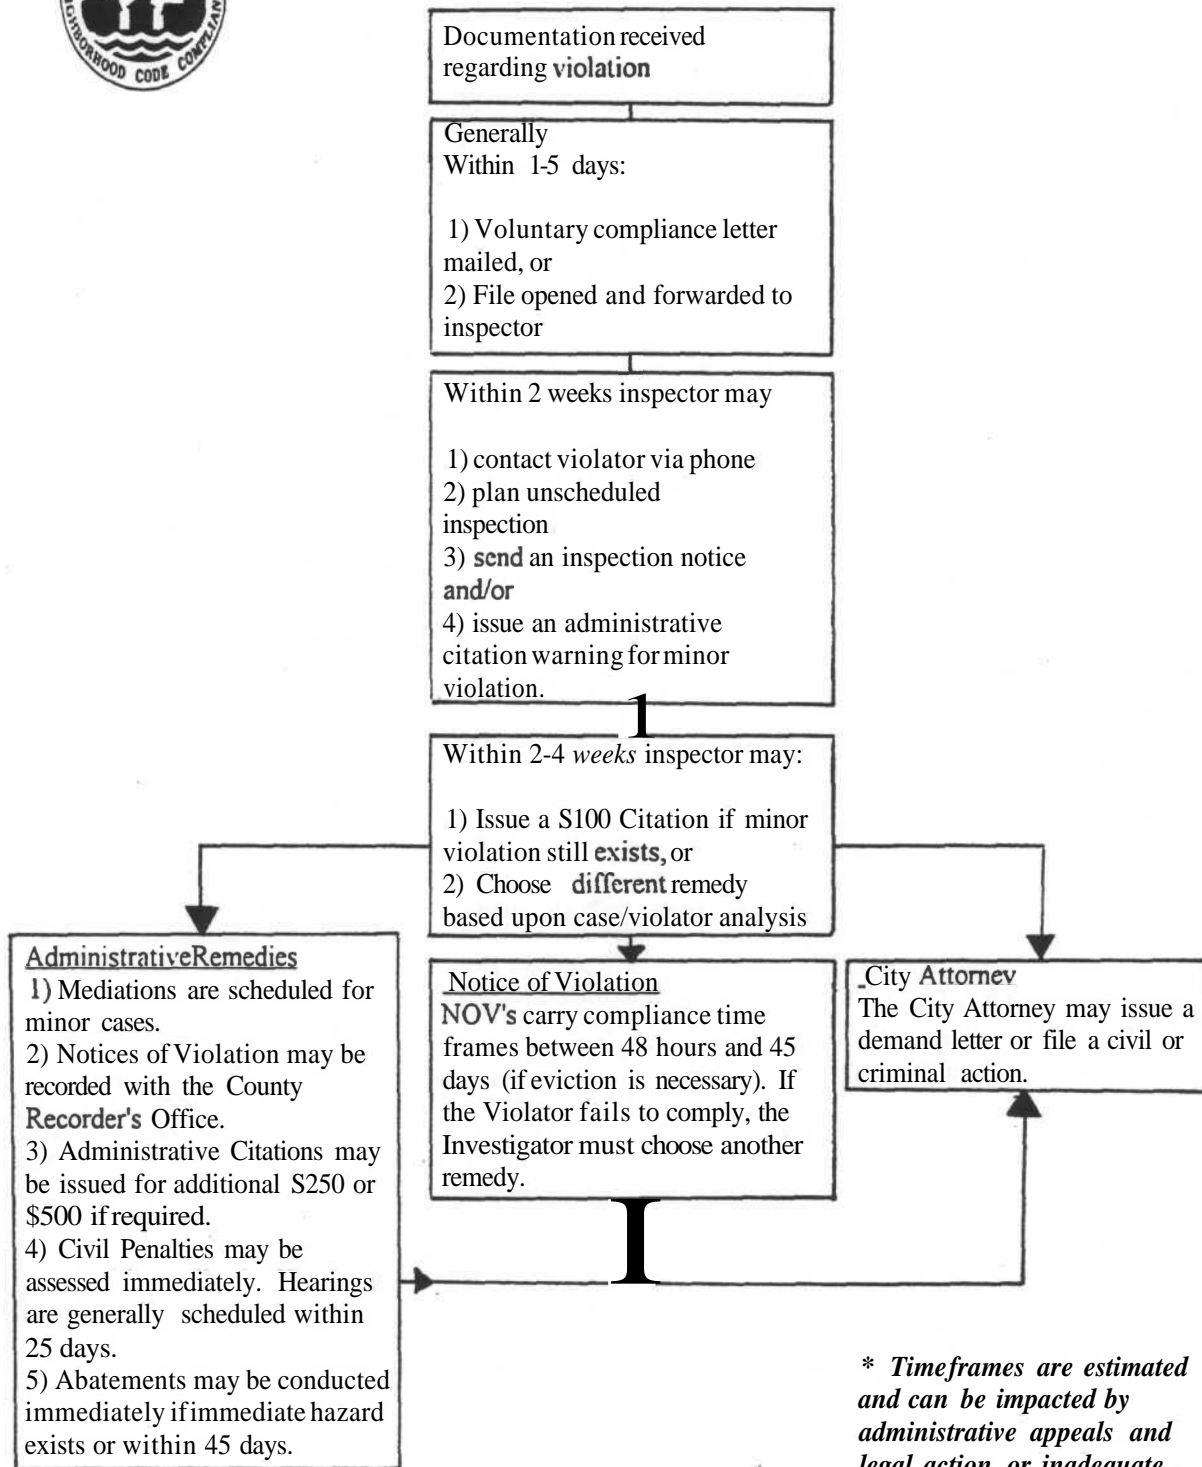 GHBORHOOD CODE COMPLIAN
Documentation received
regarding violation
Generally
Within 1-5 days:
1) Voluntary compliance letter
mailed, or
2) File opened and forwarded to
inspector
Within 2 weeks inspector may
1) contact violator via phone
2) plan unscheduled
inspection
3) send an inspection notice
and/or
4) issue an administrative
citation warning for minor
violation.
1
Within 2-4 weeks inspector may:
1) Issue a S100 Citation if minor
violation still exists, or
2) Choose different remedy
based upon case/violator analysis
Administrative Remedies
1) Mediations are scheduled for
minor cases.
2) Notices of Violation may be
recorded with the County
Recorder's Office.
3) Administrative Citations may
be issued for additional S250 or
$500 if required.
4) Civil Penalties may be
assessed immediately. Hearings
are generally scheduled within
25 days.
5) Abatements may be conducted
immediately if immediate hazard
exists or within 45 days.
Notice of Violation
NOV's carry compliance time
frames between 48 hours and 45
days (if eviction is necessary). If
the Violator fails to comply, the
Investigator must choose another
remedy.
I
City Attorney
The City Attorney may issue a
demand letter or file a civil or
criminal action.
* Timeframes are estimated
and can be impacted by
administrative appeals and
legal action, or inadequate